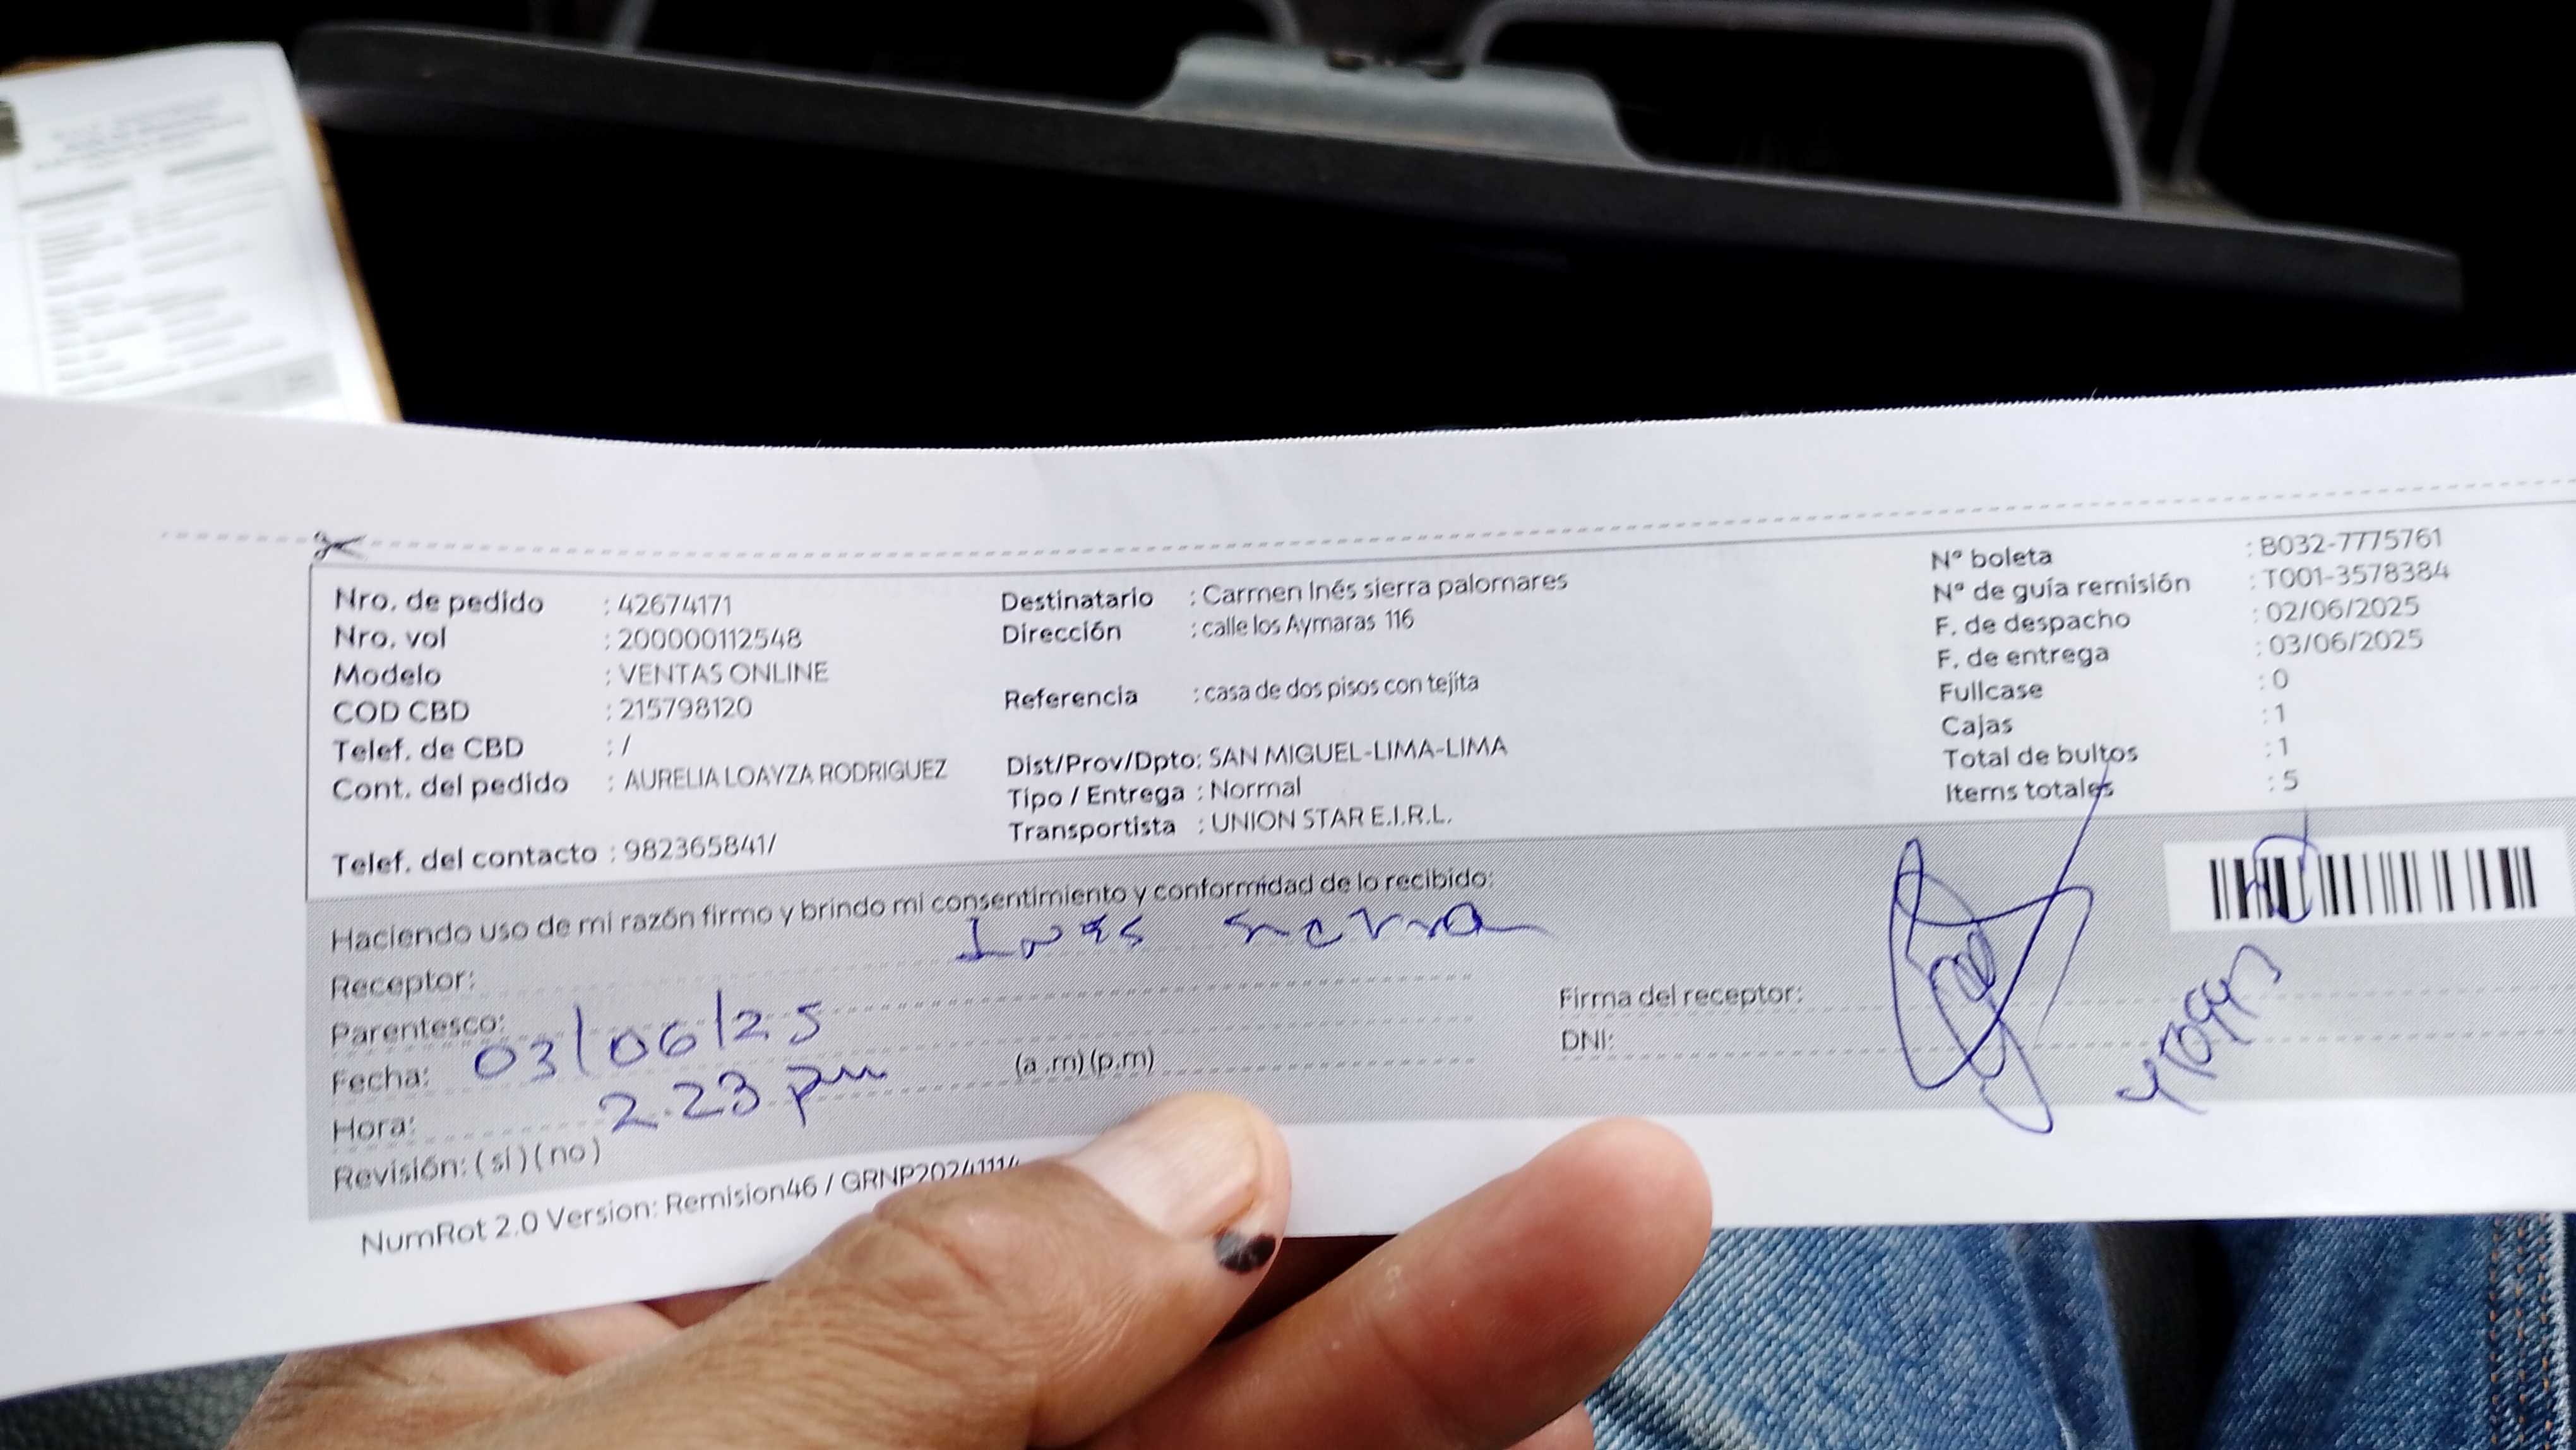 Nro. de pedido : 42674171
Nro. vol : 200000112548
Modelo : VENTAS ONLINE
COD CBD : 215798120
Telef. de CBD : /
Cont. del pedido : AURELIA LOAYZA RODRIGUEZ
Telef. del contacto : 982365841/
Destinatario : Carmen Inés sierra palomares
Dirección : calle los Aymaras 116
Referencia : casa de dos pisos con tejita
Dist/Prov/Dpto: SAN MIGUEL-LIMA-LIMA
Tipo / Entrega : Normal
Transportista : UNION STAR E.I.R.L.
N° boleta : B032-7775761
N° de guía remisión : T001-3578384
F. de despacho : 02/06/2025
F. de entrega : 03/06/2025
Fullcase : 0
Cajas : 1
Total de bultos : 1
Items totales : 5
Haciendo uso de mi razón firmo y brindo mi consentimiento y conformidad de lo recibido:
Receptor: Inés Sierra
Parentesco:
Fecha: 03/06/25
Hora: 2.23 pm (a .m) (p.m)
Revisión: ( si ) ( no )
Firma del receptor:
DNI:
NumRot 2.0 Version: Remision46 / GRNP20241114